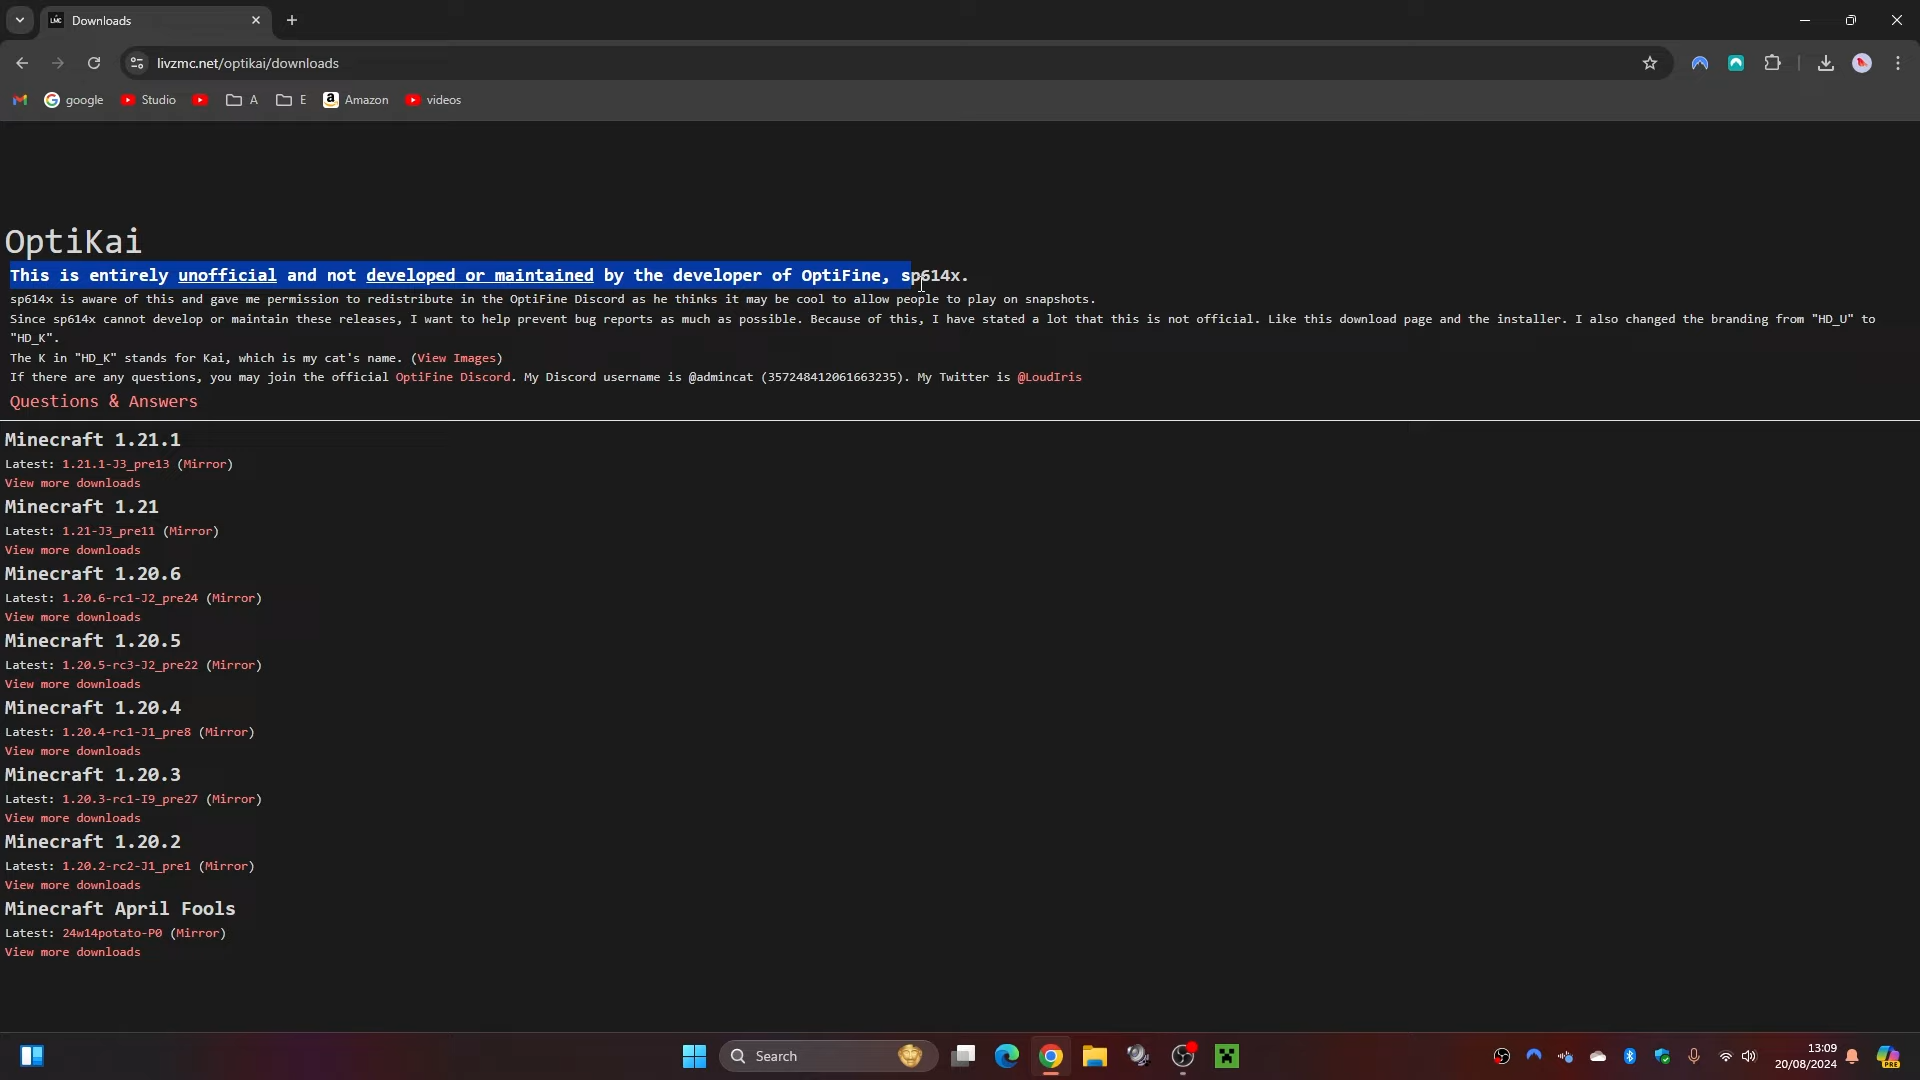 Downloads
livzmc.net/optikai/downloads
google
Studio
A
E
Amazon
videos
OptiKai
This is entirely unofficial and not developed or maintained by the developer of OptiFine, sp614x.
sp614x is aware of this and gave me permission to redistribute in the OptiFine Discord as he thinks it may be cool to allow people to play on snapshots.
Since sp614x cannot develop or maintain these releases, I want to help prevent bug reports as much as possible. Because of this, I have stated a lot that this is not official. Like this download page and the installer. I also changed the branding from "HD_U" to
"HD_K".
The K in "HD_K" stands for Kai, which is my cat's name. (View Images)
If there are any questions, you may join the official OptiFine Discord. My Discord username is @admincat (357248412061663235). My Twitter is @LoudIris
Questions & Answers
Minecraft 1.21.1
Latest: 1.21.1-J3_pre13 (Mirror)
View more downloads
Minecraft 1.21
Latest: 1.21-J3_pre11 (Mirror)
View more downloads
Minecraft 1.20.6
Latest: 1.20.6-rc1-J2_pre24 (Mirror)
View more downloads
Minecraft 1.20.5
Latest: 1.20.5-rc3-J2_pre22 (Mirror)
View more downloads
Minecraft 1.20.4
Latest: 1.20.4-rc1-J1_pre8 (Mirror)
View more downloads
Minecraft 1.20.3
Latest: 1.20.3-rc1-I9_pre27 (Mirror)
View more downloads
Minecraft 1.20.2
Latest: 1.20.2-rc2-J1_pre1 (Mirror)
View more downloads
Minecraft April Fools
Latest: 24w14potato-P0 (Mirror)
View more downloads
Search
13:09
20/08/2024
PRE